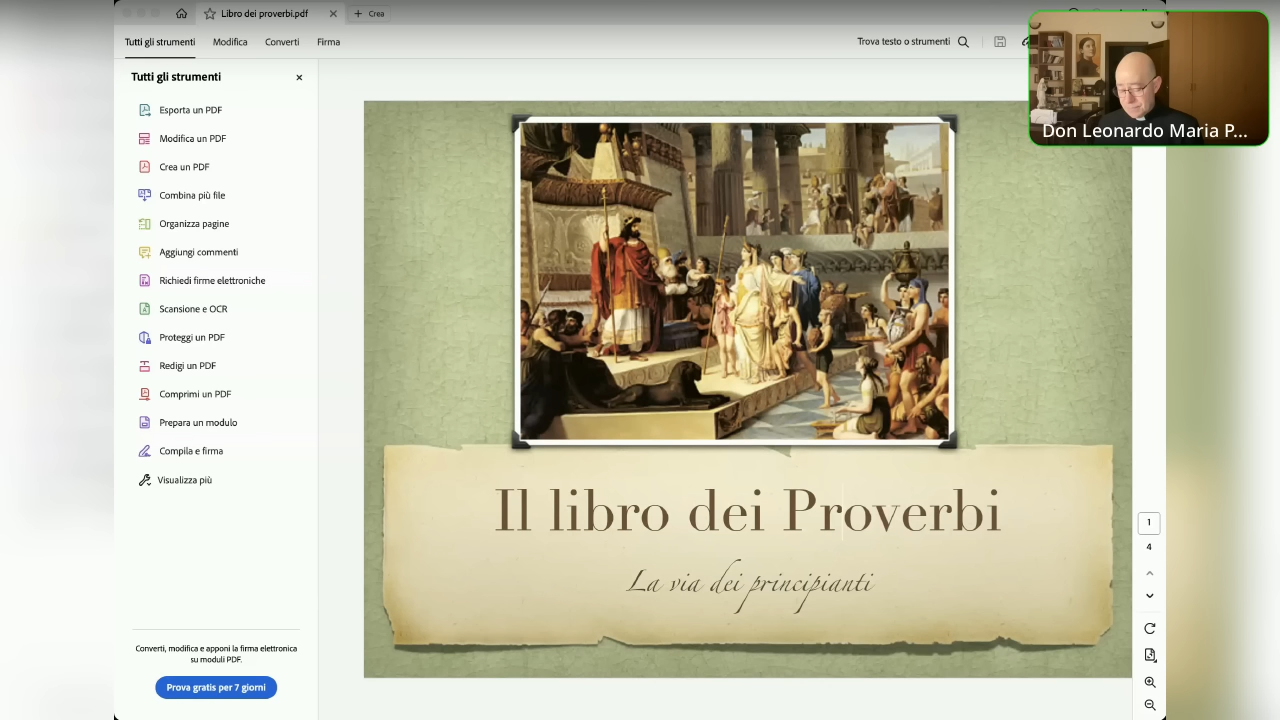 Libro dei proverbi.pdf
Crea
Tutti gli strumenti Modifica Converti Firma
Trova testo o strumenti
Tutti gli strumenti
Esporta un PDF
Modifica un PDF
Crea un PDF
Combina più file
Organizza pagine
Aggiungi commenti
Richiedi firme elettroniche
Scansione e OCR
Proteggi un PDF
Redigi un PDF
Comprimi un PDF
Prepara un modulo
Compila e firma
Visualizza più
Converti, modifica e apponi la firma elettronica
su moduli PDF.
Prova gratis per 7 giorni
Don Leonardo Maria P...
Il libro dei Proverbi
La via dei principianti
1
4